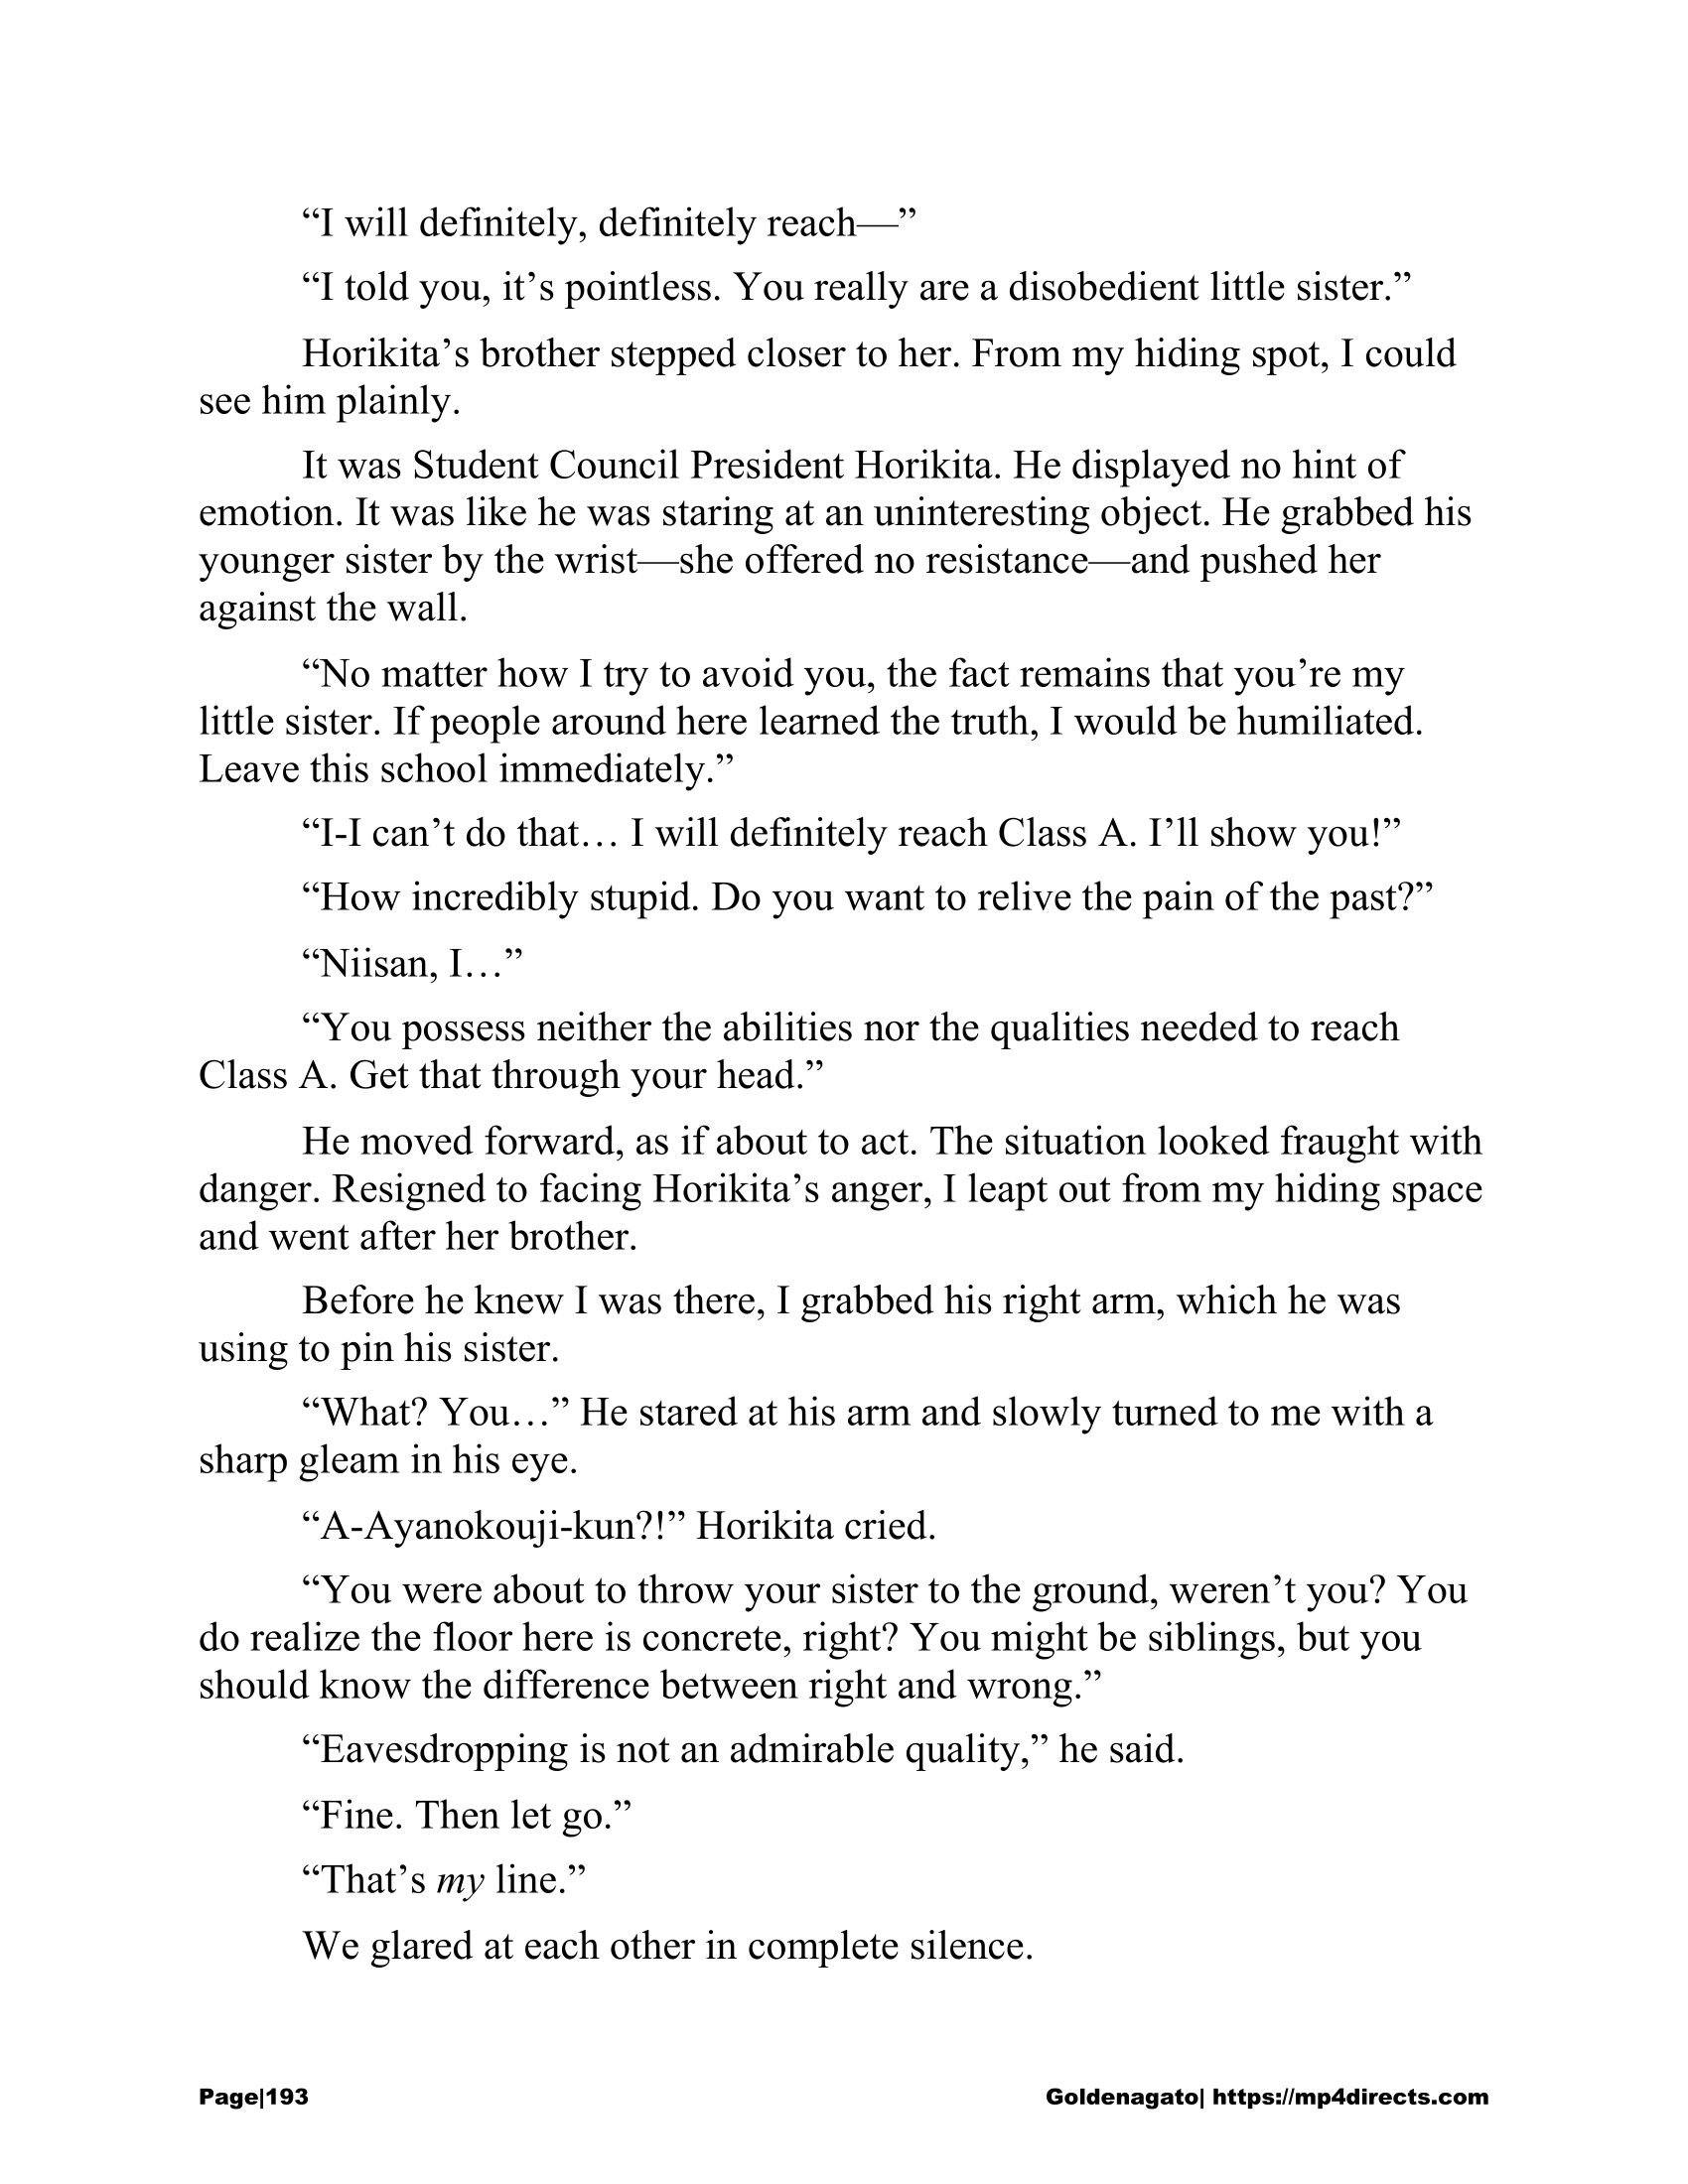 “I will definitely, definitely reach—”
“I told you, it’s pointless. You really are a disobedient little sister.”
Horikita’s brother stepped closer to her. From my hiding spot, I could
see him plainly.
It was Student Council President Horikita. He displayed no hint of
emotion. It was like he was staring at an uninteresting object. He grabbed his
younger sister by the wrist—she offered no resistance—and pushed her
against the wall.
“No matter how I try to avoid you, the fact remains that you’re my
little sister. If people around here learned the truth, I would be humiliated.
Leave this school immediately.”
“I-I can’t do that… I will definitely reach Class A. I’ll show you!”
“How incredibly stupid. Do you want to relive the pain of the past?”
“Niisan, I…”
“You possess neither the abilities nor the qualities needed to reach
Class A. Get that through your head.”
He moved forward, as if about to act. The situation looked fraught with
danger. Resigned to facing Horikita’s anger, I leapt out from my hiding space
and went after her brother.
Before he knew I was there, I grabbed his right arm, which he was
using to pin his sister.
“What? You…” He stared at his arm and slowly turned to me with a
sharp gleam in his eye.
“A-Ayanokouji-kun?!” Horikita cried.
“You were about to throw your sister to the ground, weren’t you? You
do realize the floor here is concrete, right? You might be siblings, but you
should know the difference between right and wrong.”
“Eavesdropping is not an admirable quality,” he said.
“Fine. Then let go.”
“That’s my line.”
We glared at each other in complete silence.
Page|193 Goldenagato| https://mp4directs.com